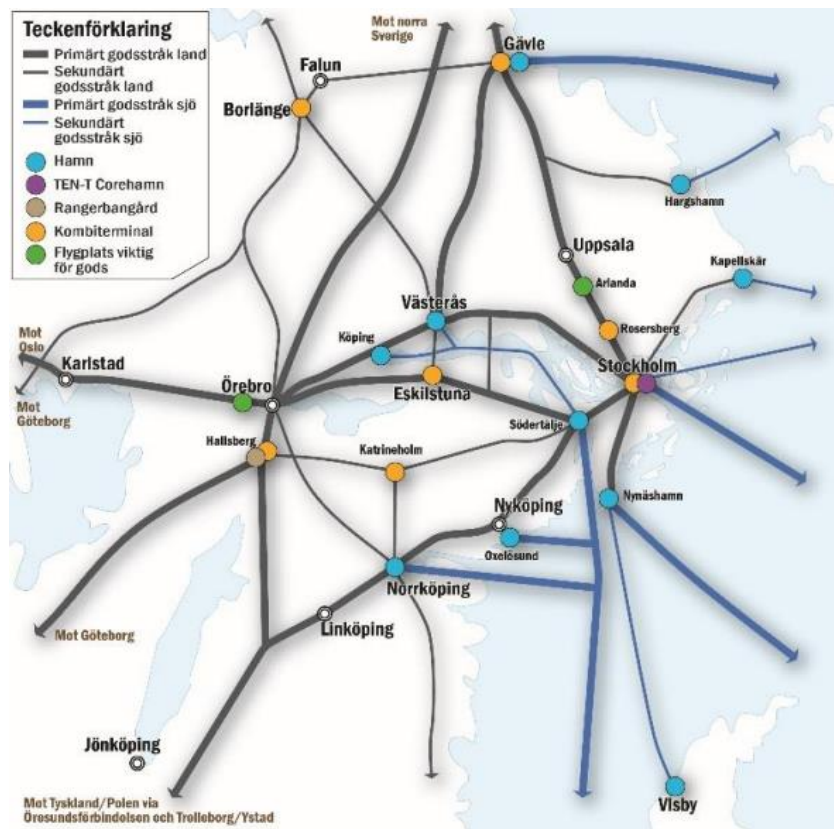 Teckenförklaring
Primärt godsstråk land
Sekundärt
godsstråk land
Primärt godsstråk sjö
Sekundärt
godsstråk sjö
Hamn
TEN-T Corehamn
Rangerbangård
Kombiterminal
Flygplats viktig
för gods
Mot norra
Sverige
Gävle
Falun
Borlänge
Hargshamn
Uppsala
Kapellskär
Arlanda
Västerås
Rosersberg
Köping
Mot
Oslo
Karlstad
Stockholm
Örebro
Eskilstuna
Mot
Göteborg
Södertälje
Hallsberg
Katrineholm
Nynäshamn
Nyköping
Oxelösund
Norrköping
Linköping
Mot Göteborg
Jönköping
Visby
Mot Tyskland/Polen via
Öresundsförbindelsen och Trelleborg/Ystad